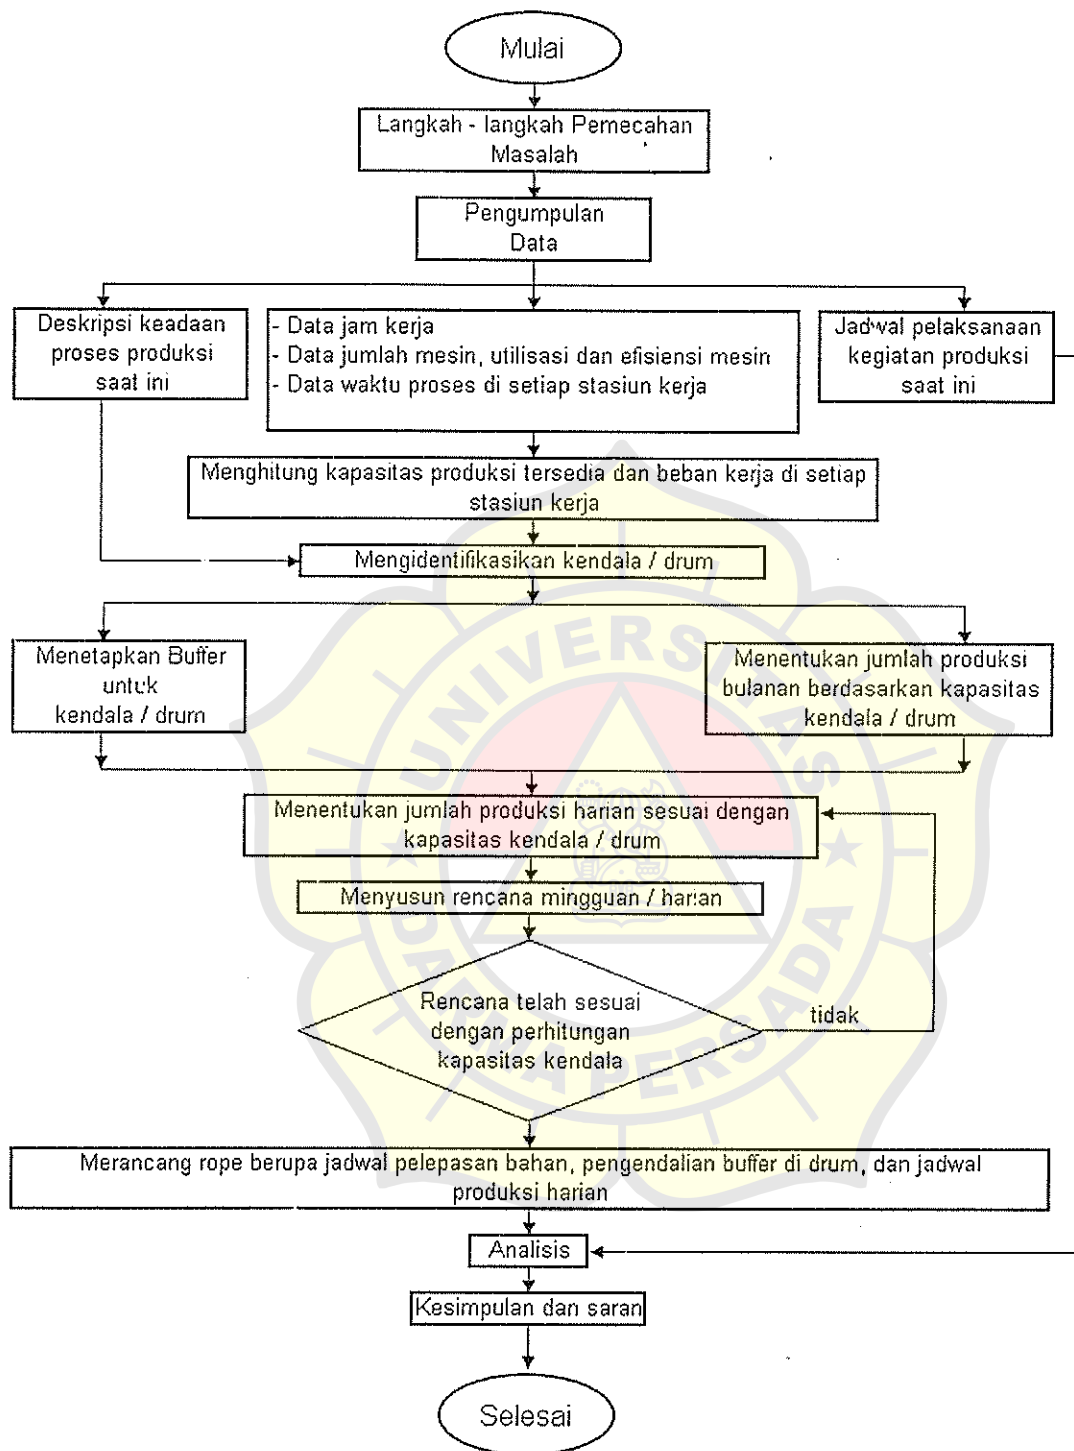 Mulai
Langkah - langkah Pemecahan
Masalah
Pengumpulan
Data
Deskripsi keadaan
proses produksi
saat ini
- Data jam kerja
- Data jumlah mesin, utilisasi dan efisiensi mesin
- Data waktu proses di setiap stasiun kerja
Jadwal pelaksanaan
kegiatan produksi
saat ini
Menghitung kapasitas produksi tersedia dan beban kerja di setiap
stasiun kerja
Mengidentifikasikan kendala / drum
Menetapkan Buffer
untuk
kendala / drum
Menentukan jumlah produksi
bulanan berdasarkan kapasitas
kendala / drum
Menentukan jumlah produksi harian sesuai dengan
kapasitas kendala / drum
Menyusun rencana mingguan / harian
Rencana telah sesuai
dengan perhitungan
kapasitas kendala
tidak
Merancang rope berupa jadwal pelepasan bahan, pengendalian buffer di drum, dan jadwal
produksi harian
Analisis
Kesimpulan dan saran
Selesai
UNIVERSITAS
DARMA PERSADA